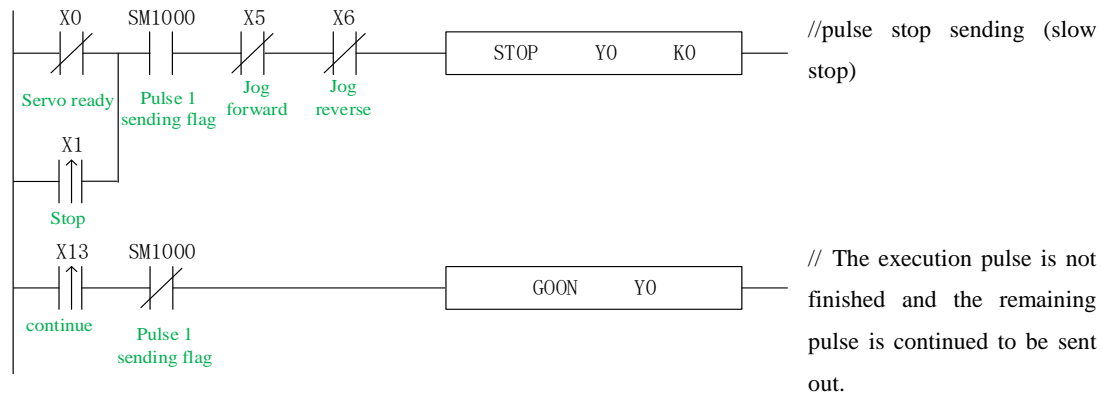 X0 SM1000 X5 X6
STOP Y0 K0
Servo ready
Pulse 1
sending flag
Jog
forward
Jog
reverse
//pulse stop sending (slow
stop)
X1
Stop
X13 SM1000
GOON Y0
continue
Pulse 1
sending flag
// The execution pulse is not
finished and the remaining
pulse is continued to be sent
out.